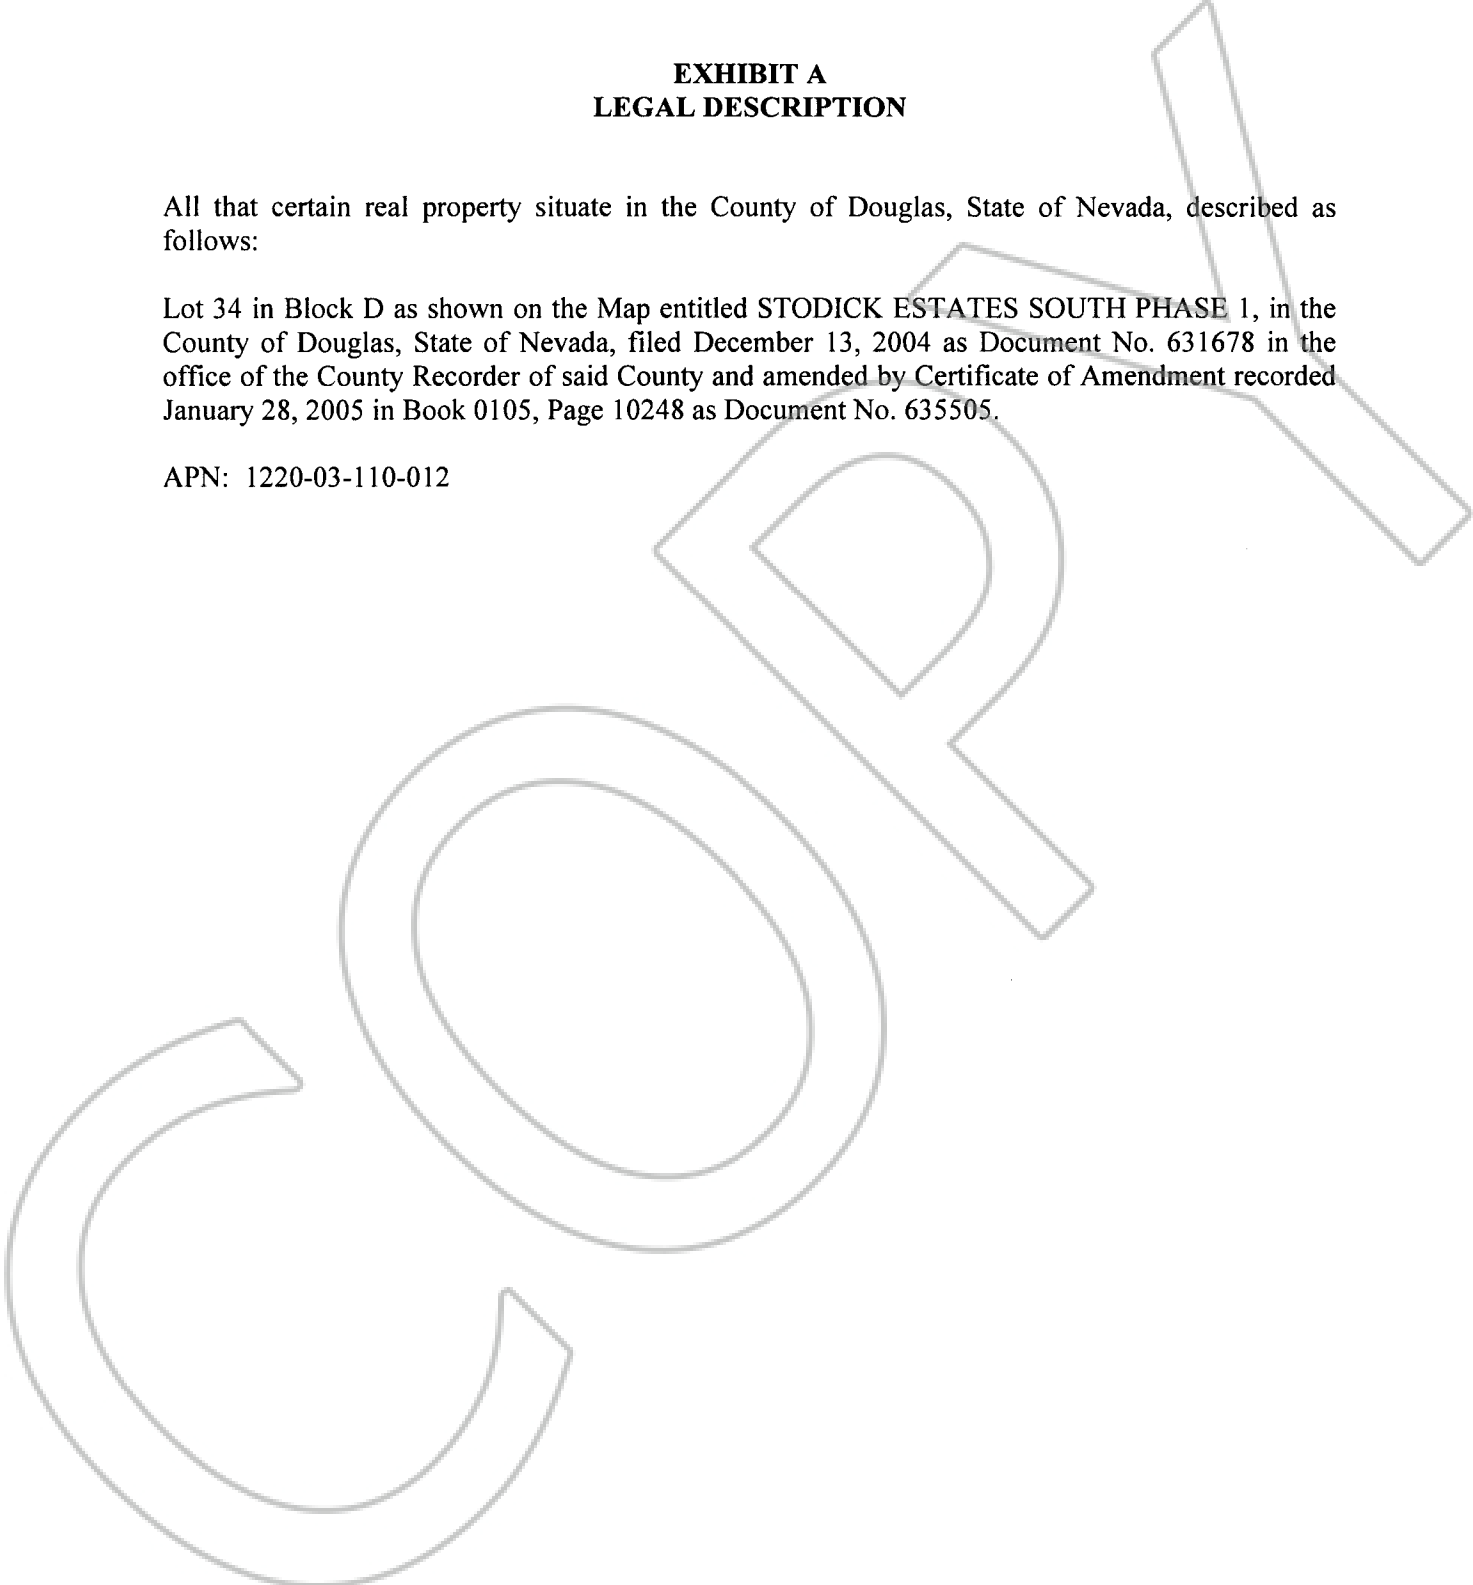 EXHIBIT A
LEGAL DESCRIPTION
All that certain real property situate in the County of Douglas, State of Nevada, described as
follows:
Lot 34 in Block D as shown on the Map entitled STODICK ESTATES SOUTH PHASE 1, in the
County of Douglas, State of Nevada, filed December 13, 2004 as Document No. 631678 in the
office of the County Recorder of said County and amended by Certificate of Amendment recorded
January 28, 2005 in Book 0105, Page 10248 as Document No. 635505.
APN: 1220-03-110-012
COPY